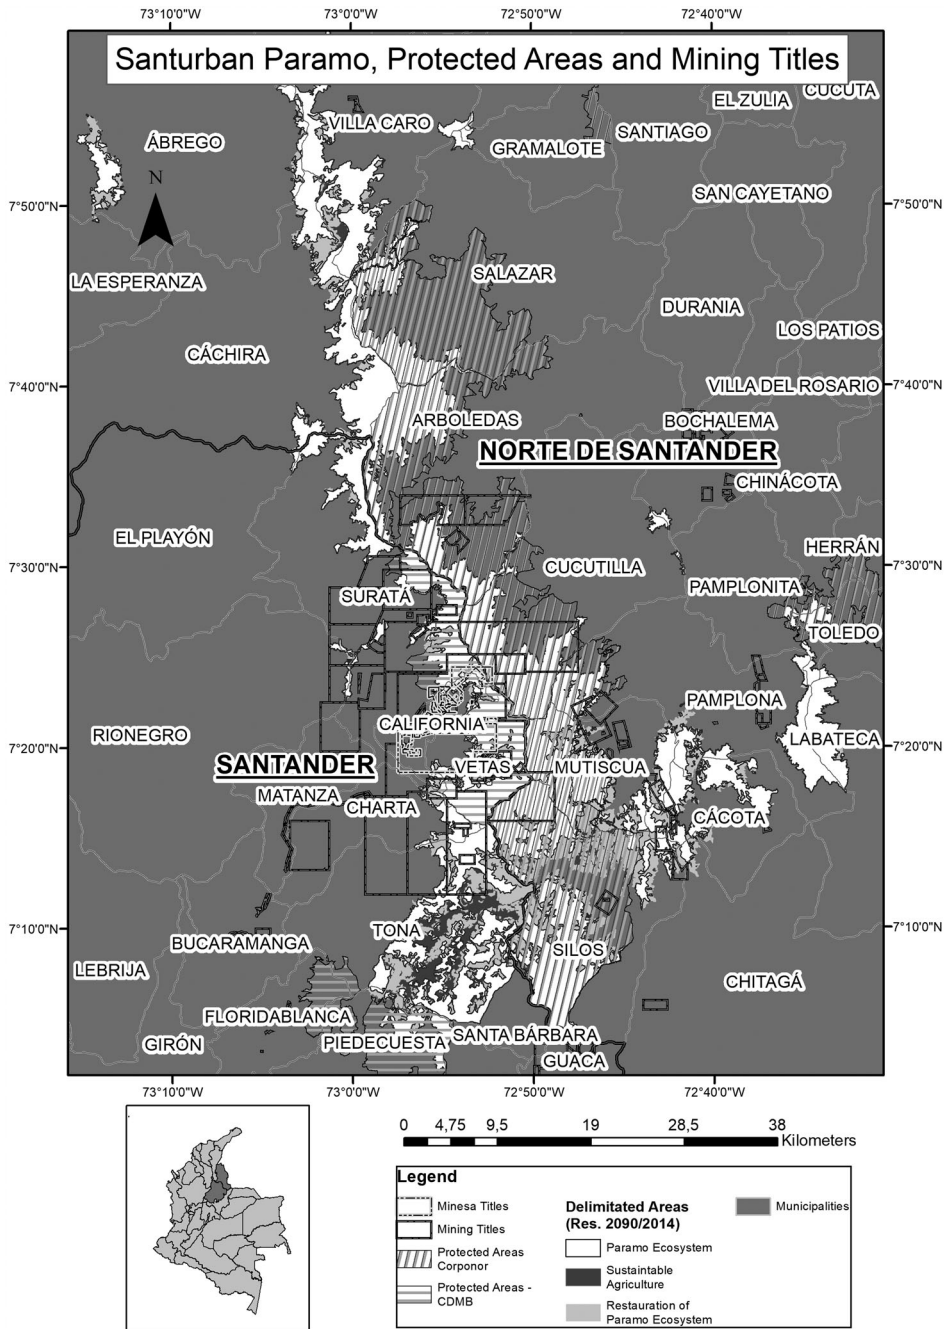 73°10'0"W 73°0'0"W 72°50'0"W 72°40'0"W
Santurban Paramo, Protected Areas and Mining Titles
CUCUTA
EL ZULIA
VILLA CARO
SANTIAGO
ÁBREGO
GRAMALOTE
N
SAN CAYETANO
7°50'0"N 7°50'0"N
SALAZAR
LA ESPERANZA
DURANIA
LOS PATIOS
CÁCHIRA
7°40'0"N 7°40'0"N
VILLA DEL ROSARIO
ARBOLEDAS
BOCHALEMA
NORTE DE SANTANDER
CHINÁCOTA
EL PLAYÓN
HERRÁN
7°30'0"N 7°30'0"N
CUCUTILLA
PAMPLONITA
SURATÁ
TOLEDO
PAMPLONA
CALIFORNIA
RIONEGRO
LABATECA
7°20'0"N 7°20'0"N
SANTANDER
VETAS
MUTISCUA
MATANZA
CHARTA
CÁCOTA
7°10'0"N 7°10'0"N
TONA
BUCARAMANGA
SILOS
LEBRIJA
CHITAGÁ
FLORIDABLANCA
SANTA BÁRBARA
GIRÓN
PIEDECUESTA
GUACA
73°10'0"W 73°0'0"W 72°50'0"W 72°40'0"W
0 4,75 9,5 19 28,5 38
Kilometers
Legend
Minesa Titles
Mining Titles
Protected Areas
Corponor
Protected Areas -
CDMB
Delimitated Areas
(Res. 2090/2014)
Paramo Ecosystem
Sustaintable
Agriculture
Restauration of
Paramo Ecosystem
Municipalities